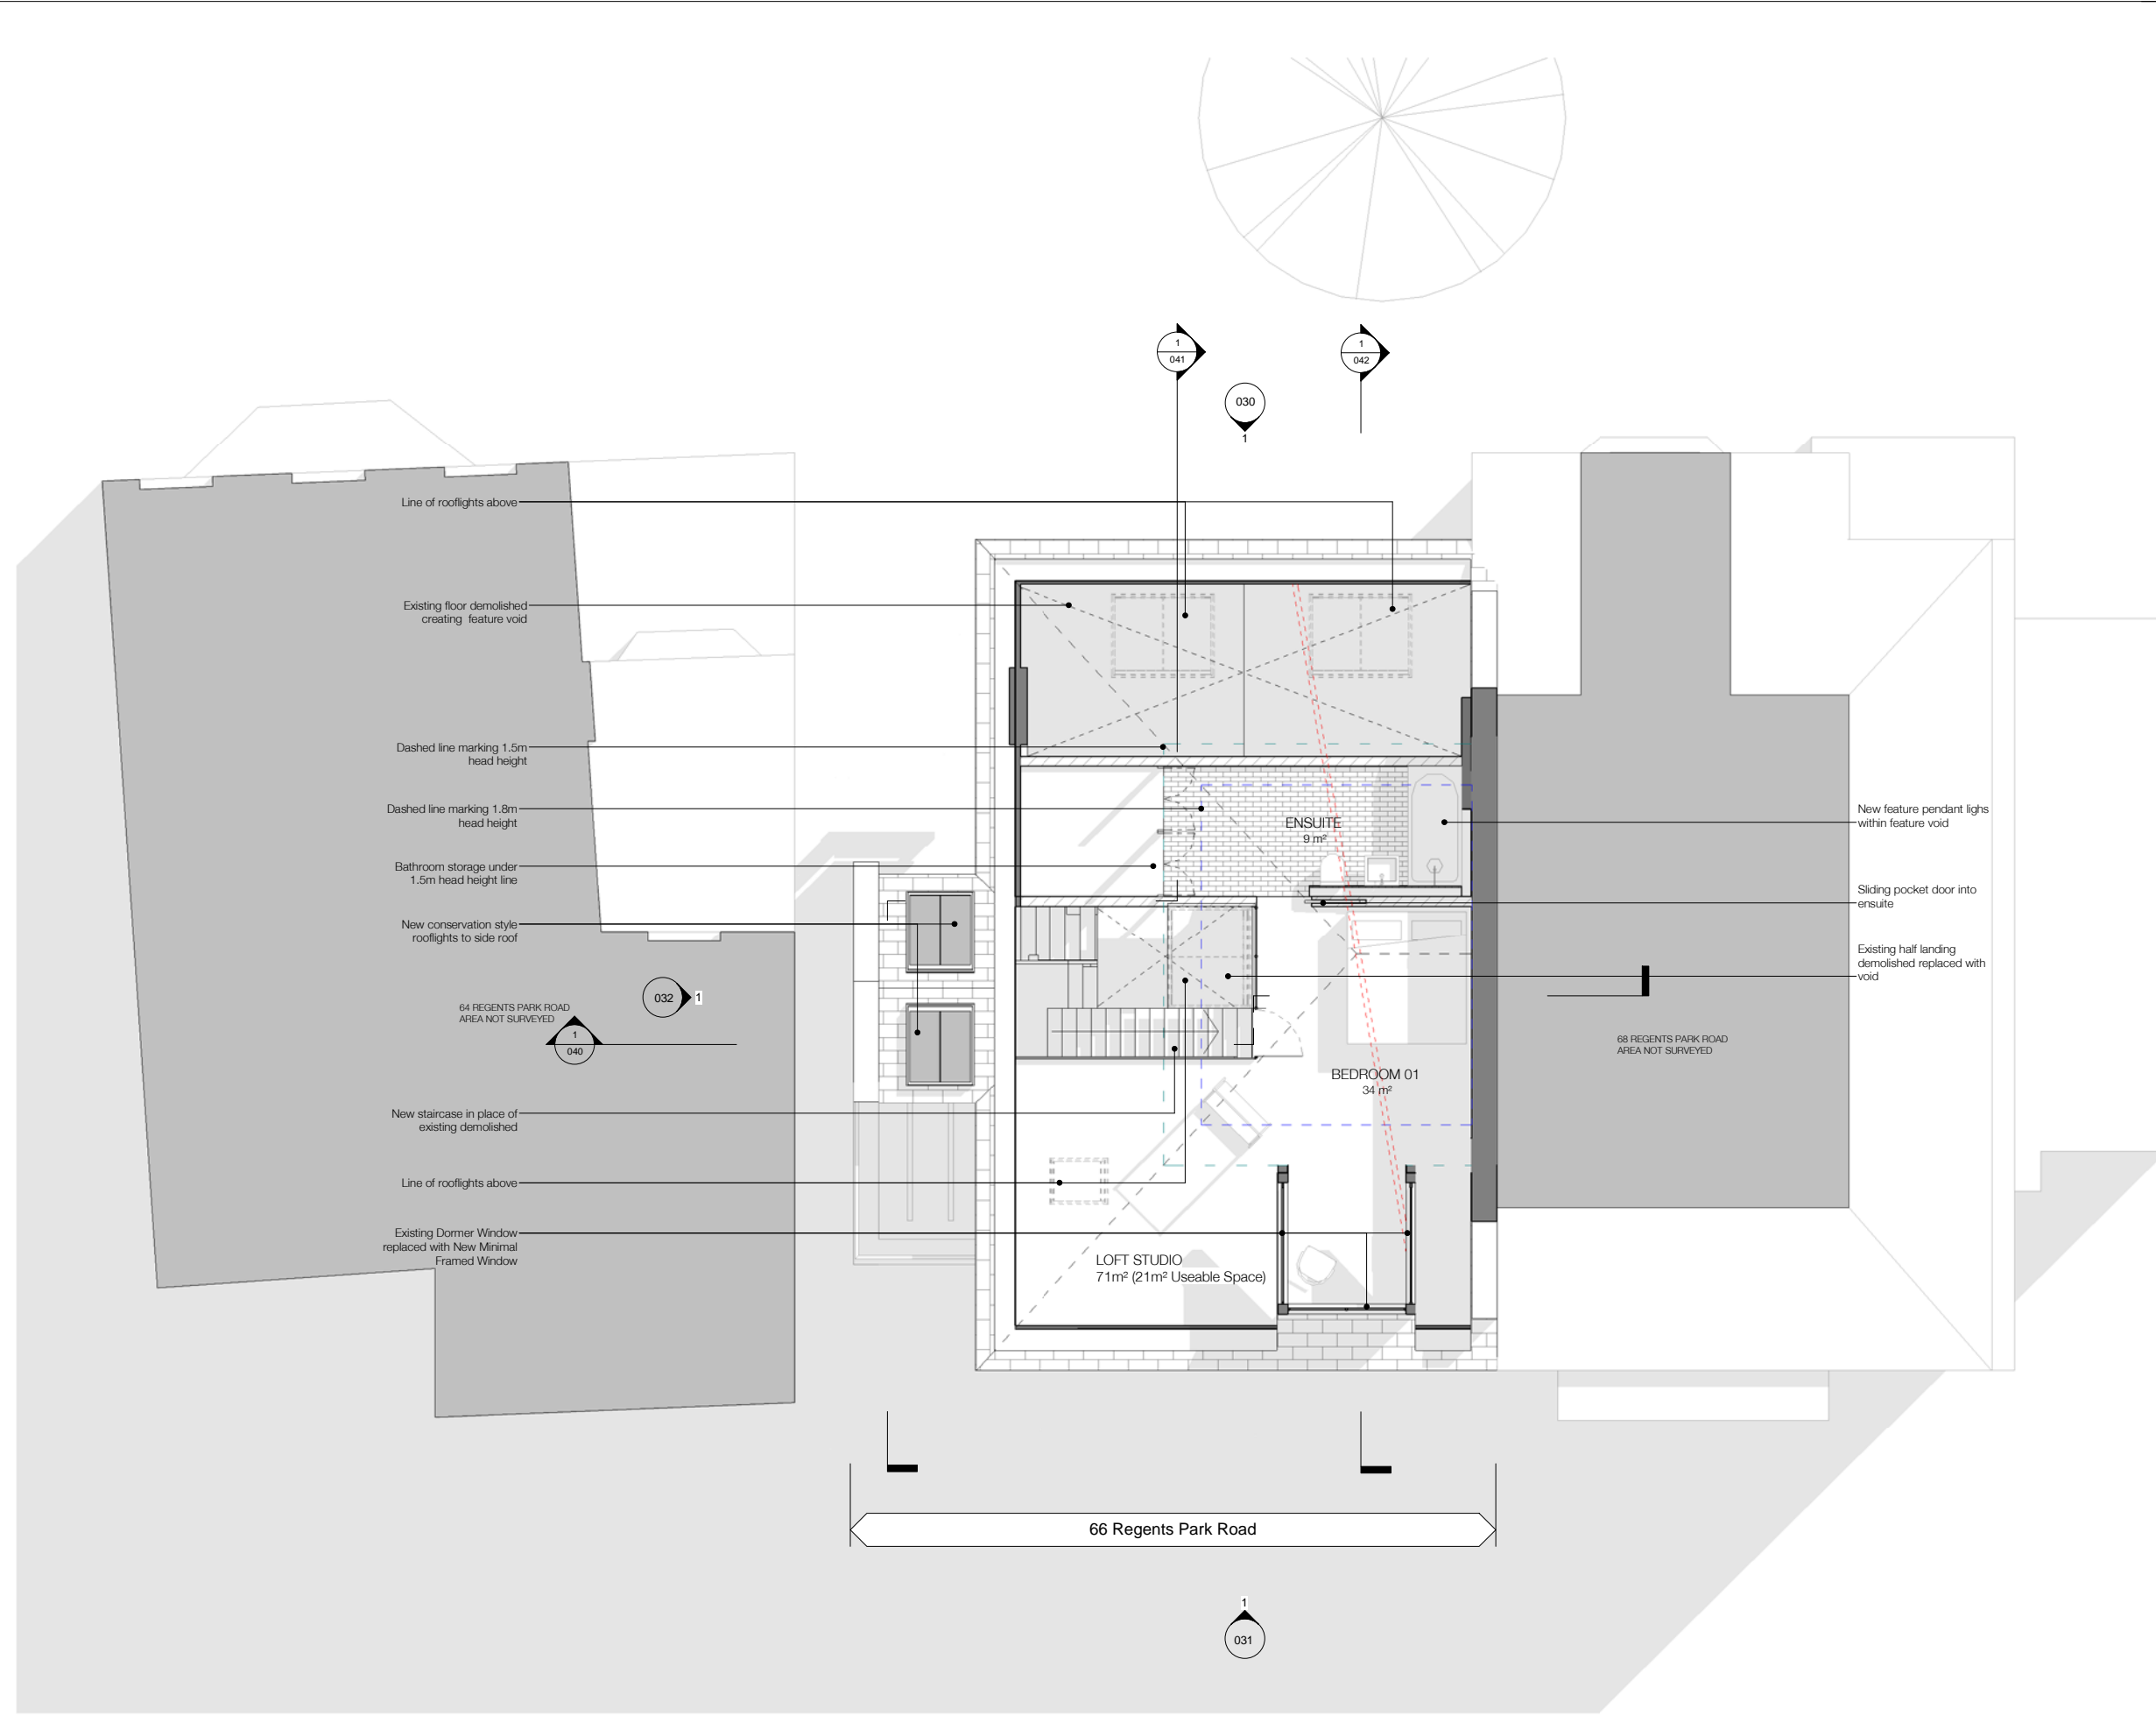 1
041
1
042
030
1
Line of rooflights above
Existing floor demolished
creating feature void
Dashed line marking 1.5m
head height
Dashed line marking 1.8m
head height
Bathroom storage under
1.5m head height line
New conservation style
rooflights to side roof
64 REGENTS PARK ROAD
AREA NOT SURVEYED
032
1
1
040
New staircase in place of
existing demolished
Line of rooflights above
Existing Dormer Window
replaced with New Minimal
Framed Window
ENSUITE
9 m²
BEDROOM 01
34 m²
LOFT STUDIO
71m² (21m² Useable Space)
New feature pendant lighs
within feature void
Sliding pocket door into
ensuite
Existing half landing
demolished replaced with
void
68 REGENTS PARK ROAD
AREA NOT SURVEYED
66 Regents Park Road
1
031